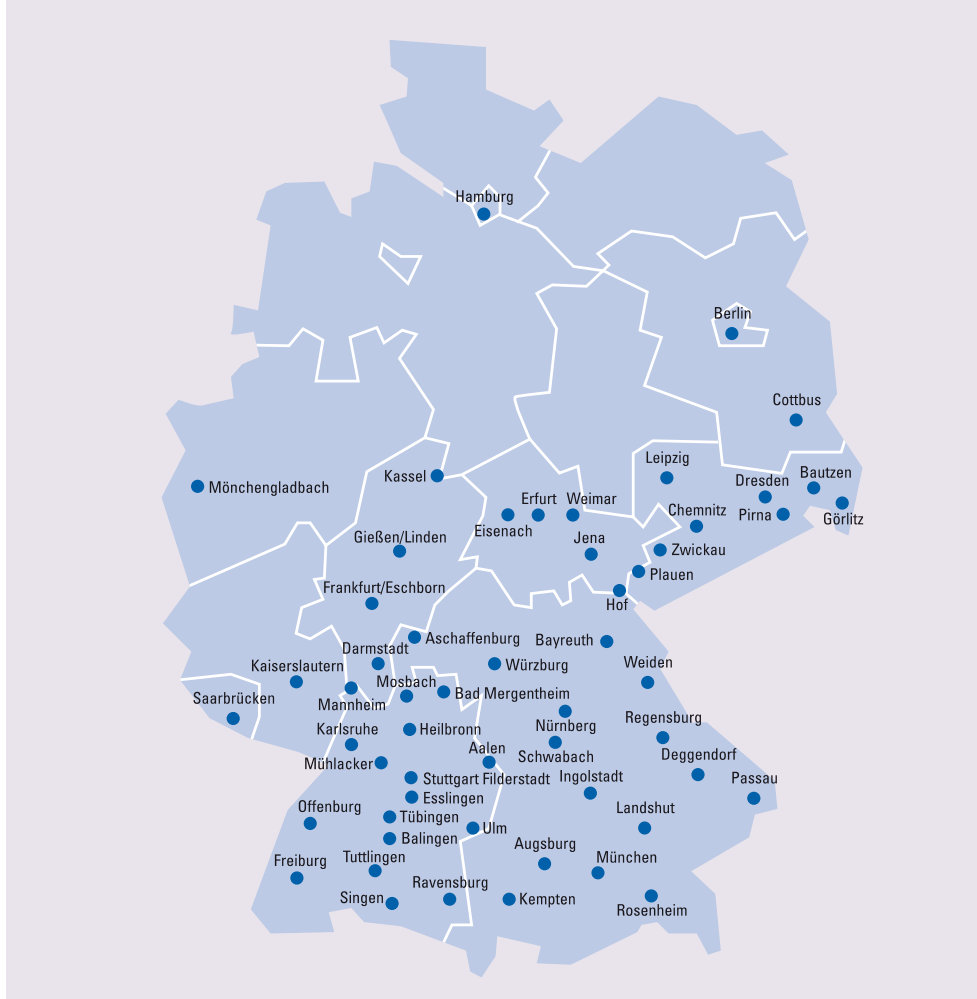 Hamburg
Berlin
Cottbus
Leipzig
Bautzen
Dresden
Kassel
Mönchengladbach
Erfurt
Weimar
Chemnitz
Pirna
Görlitz
Eisenach
Gießen/Linden
Jena
Zwickau
Plauen
Frankfurt/Eschborn
Hof
Aschaffenburg
Bayreuth
Darmstadt
Kaiserslautern
Würzburg
Weiden
Mosbach
Bad Mergentheim
Saarbrücken
Mannheim
Regensburg
Karlsruhe
Heilbronn
Nürnberg
Aalen
Schwabach
Deggendorf
Mühlacker
Stuttgart Filderstadt
Ingolstadt
Passau
Esslingen
Offenburg
Landshut
Tübingen
Ulm
Balingen
Augsburg
Freiburg
Tuttlingen
München
Ravensburg
Singen
Kempten
Rosenheim